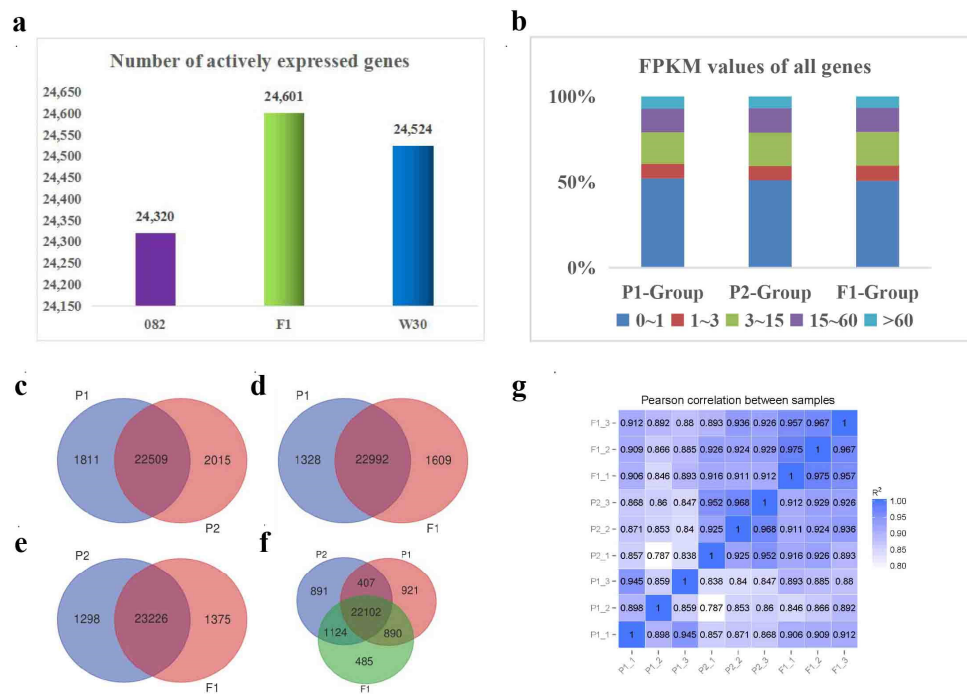 a
Number of actively expressed genes
24,650
24,600
24,550
24,500
24,450
24,400
24,350
24,300
24,250
24,200
24,150
24,320
24,601
24,524
082
F1
W30
b
FPKM values of all genes
100%
50%
0%
P1-Group
P2-Group
F1-Group
0~1
1~3
3~15
15~60
>60
c
P1
1811
22509
2015
P2
d
P1
1328
22992
1609
F1
e
P2
1298
23226
1375
F1
f
P2
P1
891
407
921
22102
1124
890
485
F1
g
Pearson correlation between samples
F1_3 0.912 0.892 0.88 0.893 0.936 0.926 0.957 0.967 1
F1_2 0.909 0.866 0.885 0.926 0.924 0.929 0.975 1 0.967
F1_1 0.906 0.846 0.893 0.916 0.911 0.912 1 0.975 0.957
P2_3 0.868 0.86 0.847 0.952 0.968 1 0.912 0.929 0.926
P2_2 0.871 0.853 0.84 0.925 1 0.968 0.911 0.924 0.936
P2_1 0.857 0.787 0.838 1 0.925 0.952 0.916 0.926 0.893
P1_3 0.945 0.859 1 0.838 0.84 0.847 0.893 0.885 0.88
P1_2 0.898 1 0.859 0.787 0.853 0.86 0.846 0.866 0.892
P1_1 1 0.898 0.945 0.857 0.871 0.868 0.906 0.909 0.912
P1_1 P1_2 P1_3 P2_1 P2_2 P2_3 F1_1 F1_2 F1_3
R²
1.00
0.95
0.90
0.85
0.80